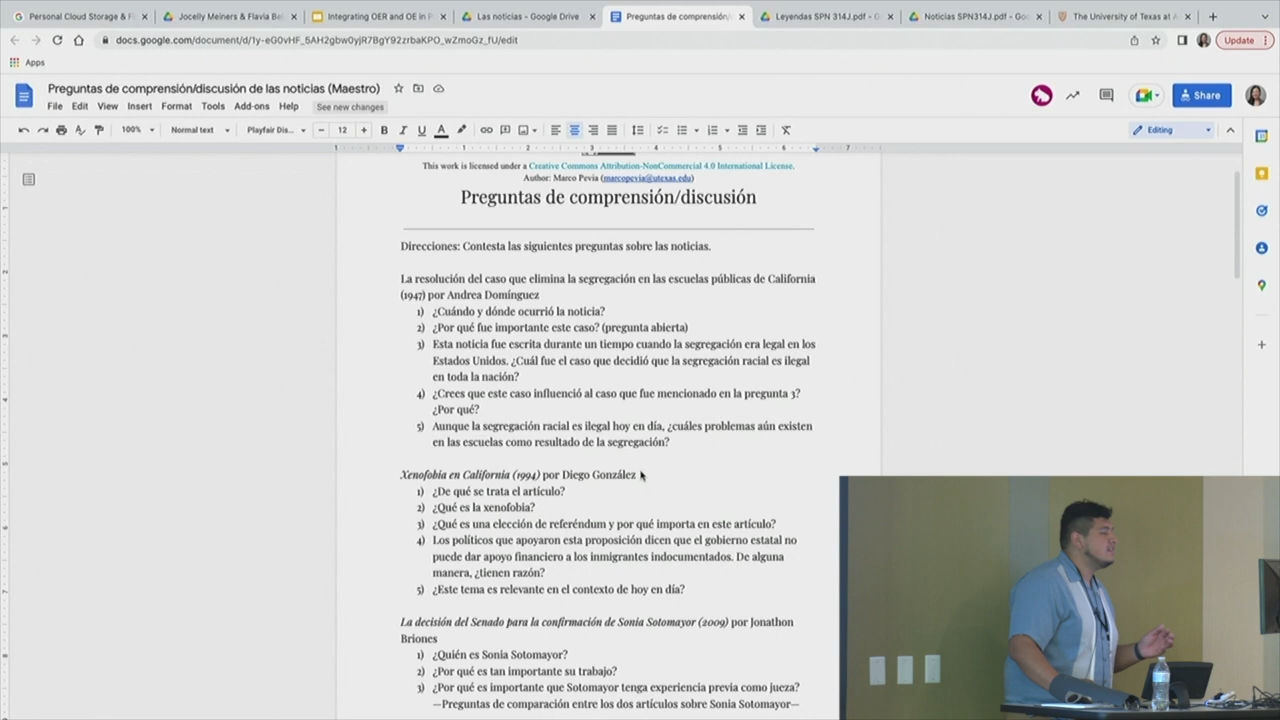 Personal Cloud Storage & F
Jocelly Meiners & Flavia Be
Integrating OER and OE in P
Las noticias - Google Drive
Preguntas de comprensión/
Leyendas SPN 314J.pdf - G
Noticias SPN314J.pdf - Goo
The University of Texas at A
docs.google.com/document/d/1y-eG0vHF_5AH2gbw0yjR7BgY92zrbaKPO_wZmoGz_fU/edit
Update
Apps
Preguntas de comprensión/discusión de las noticias (Maestro)
File Edit View Insert Format Tools Add-ons Help See new changes
Share
100% Normal text Playfair Dis... 12 Editing
This work is licensed under a Creative Commons Attribution-NonCommercial 4.0 International License.
Author: Marco Pevia (marcopevia@utexas.edu)
Preguntas de comprensión/discusión
Direcciones: Contesta las siguientes preguntas sobre las noticias.
La resolución del caso que elimina la segregación en las escuelas públicas de California
(1947) por Andrea Domínguez
1) ¿Cuándo y dónde ocurrió la noticia?
2) ¿Por qué fue importante este caso? (pregunta abierta)
3) Esta noticia fue escrita durante un tiempo cuando la segregación era legal en los
Estados Unidos. ¿Cuál fue el caso que decidió que la segregación racial es ilegal
en toda la nación?
4) ¿Crees que este caso influenció al caso que fue mencionado en la pregunta 3?
¿Por qué?
5) Aunque la segregación racial es ilegal hoy en día, ¿cuáles problemas aún existen
en las escuelas como resultado de la segregación?
Xenofobia en California (1994) por Diego González
1) ¿De qué se trata el artículo?
2) ¿Qué es la xenofobia?
3) ¿Qué es una elección de referéndum y por qué importa en este artículo?
4) Los políticos que apoyaron esta proposición dicen que el gobierno estatal no
puede dar apoyo financiero a los inmigrantes indocumentados. De alguna
manera, ¿tienen razón?
5) ¿Este tema es relevante en el contexto de hoy en día?
La decisión del Senado para la confirmación de Sonia Sotomayor (2009) por Jonathon
Briones
1) ¿Quién es Sonia Sotomayor?
2) ¿Por qué es tan importante su trabajo?
3) ¿Por qué es importante que Sotomayor tenga experiencia previa como jueza?
—Preguntas de comparación entre los dos artículos sobre Sonia Sotomayor—